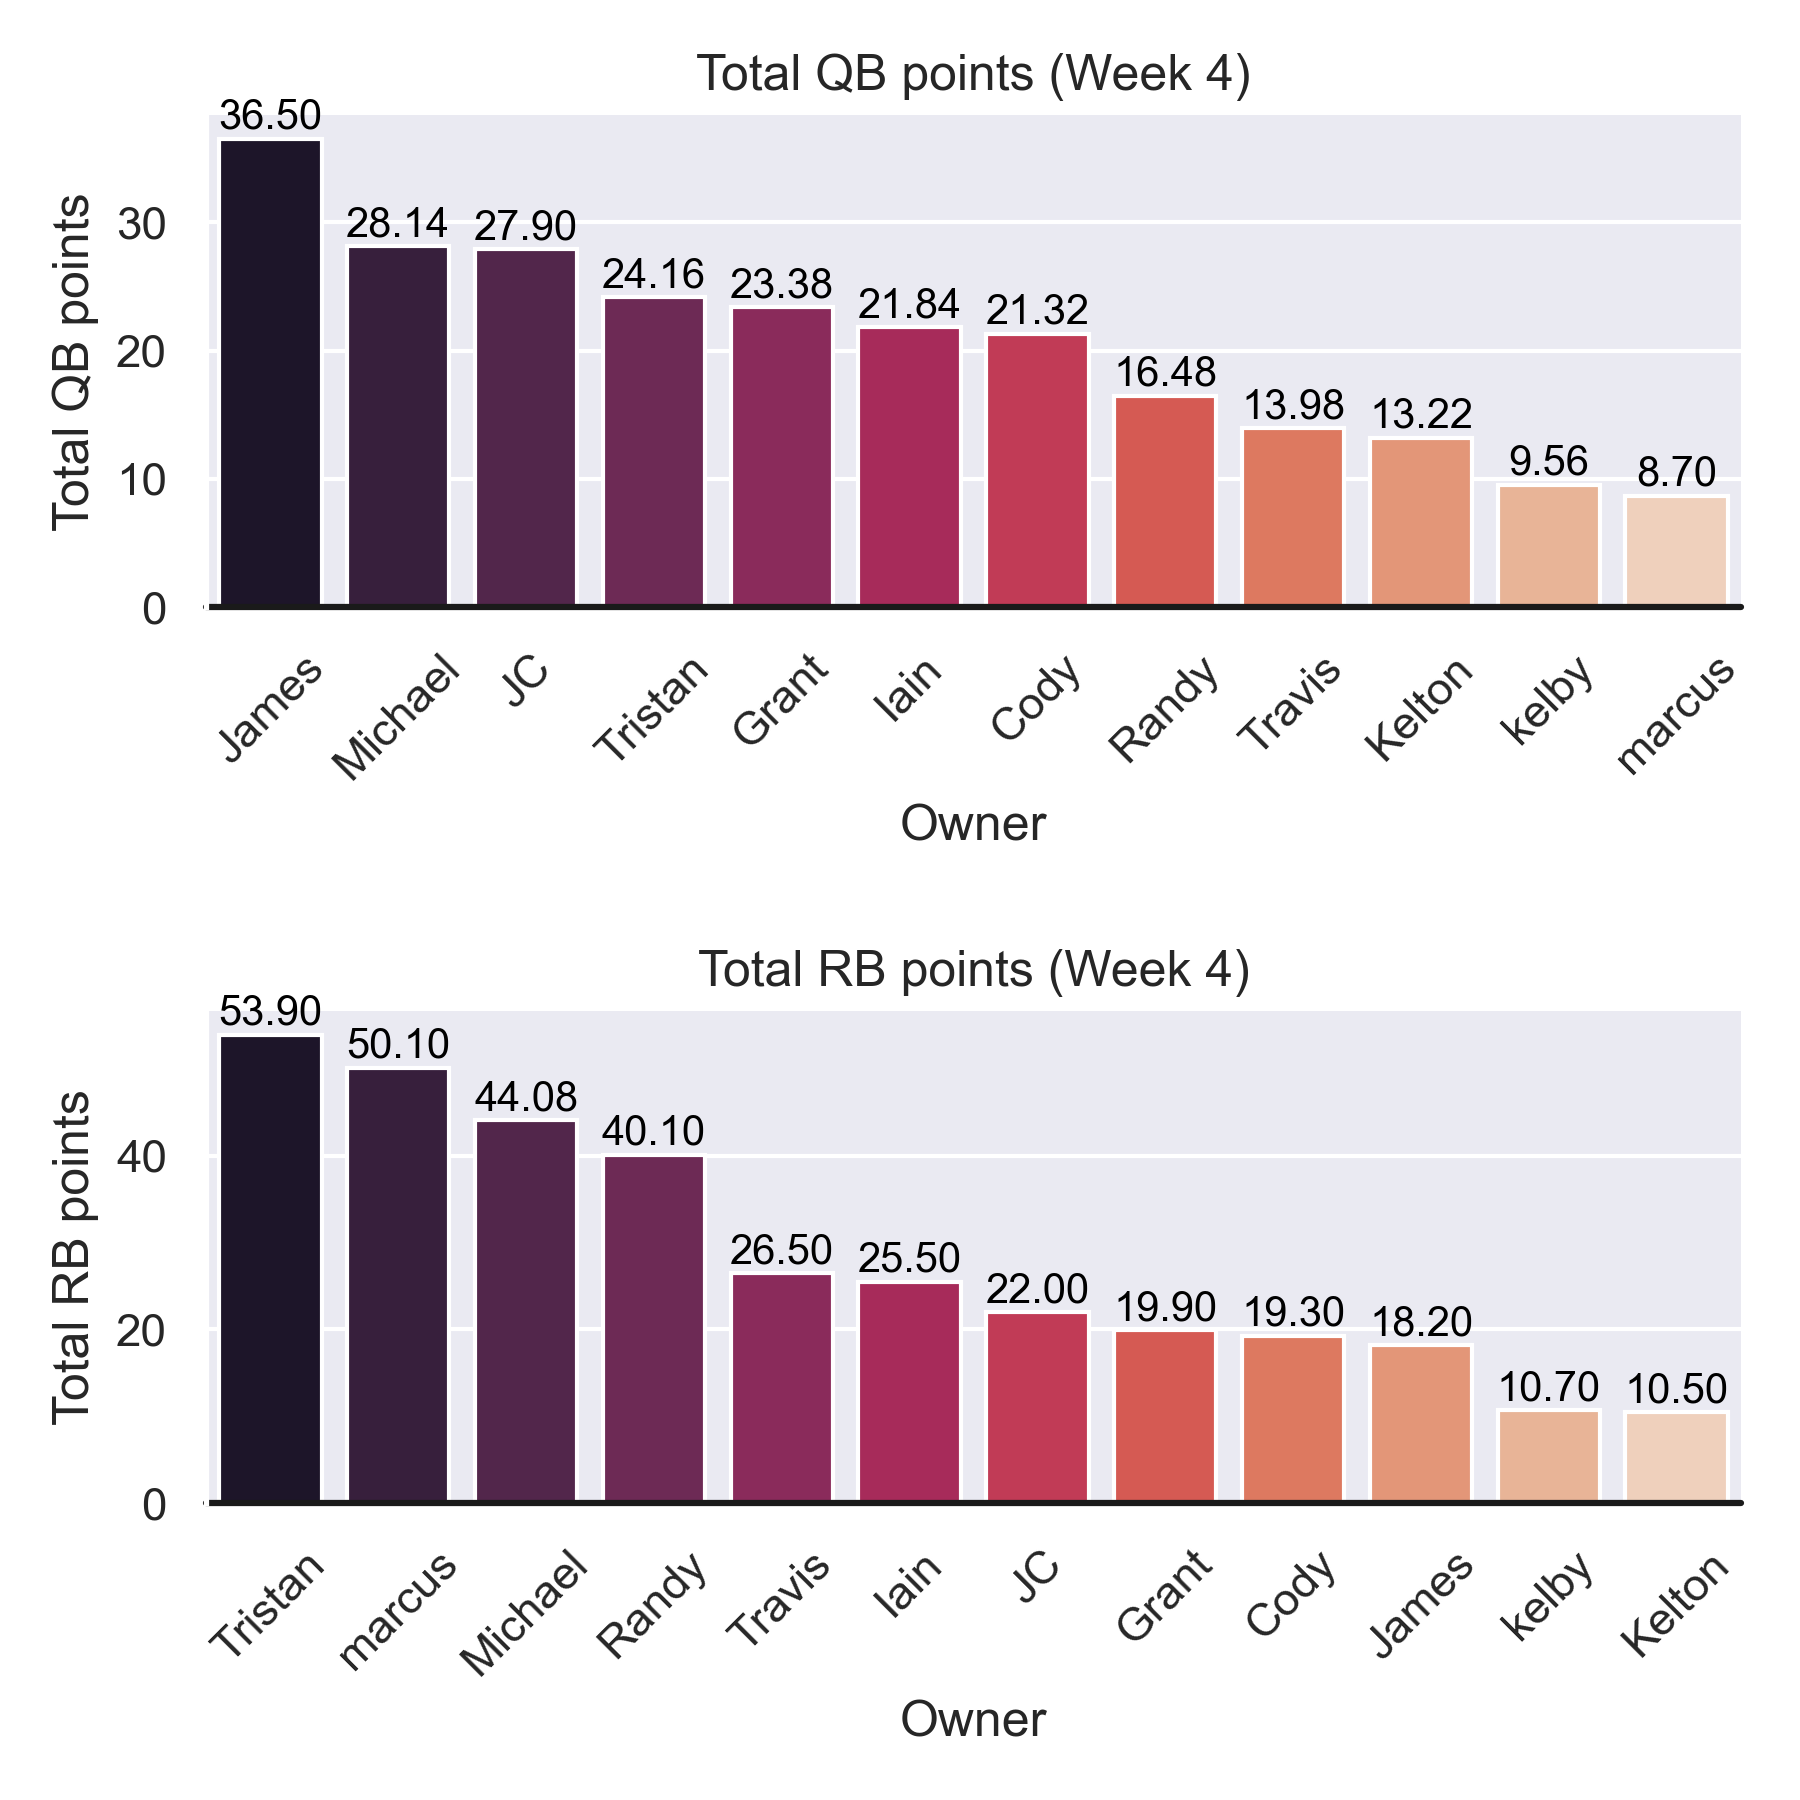 Total QB points (Week 4)
Total QB points
30
20
10
0
36.50
28.14
27.90
24.16
23.38
21.84
21.32
16.48
13.98
13.22
9.56
8.70
James
Michael
JC
Tristan
Grant
Iain
Cody
Randy
Travis
Kelton
kelby
marcus
Owner
Total RB points (Week 4)
Total RB points
40
20
0
53.90
50.10
44.08
40.10
26.50
25.50
22.00
19.90
19.30
18.20
10.70
10.50
Tristan
marcus
Michael
Randy
Travis
Iain
JC
Grant
Cody
James
kelby
Kelton
Owner